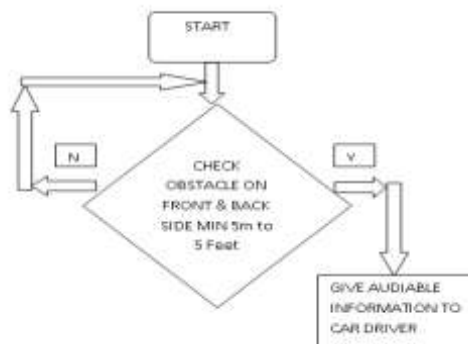 START
N
Y
CHECK
OBSTACLE ON
FRONT & BACK
SIDE MIN 5m to
5 Feet
GIVE AUDIABLE
INFORMATION TO
CAR DRIVER